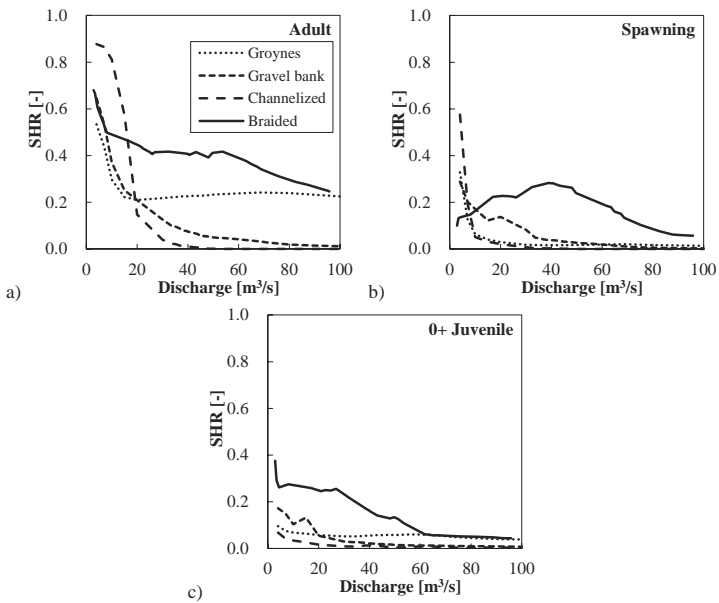 Adult
1.0
0.8
0.6
0.4
0.2
0.0
SHR [-]
Groynes
Gravel bank
Channelized
Braided
0 20 40 60 80 100
Discharge [m³/s]
a)
Spawning
1.0
0.8
0.6
0.4
0.2
0.0
SHR [-]
0 20 40 60 80 100
Discharge [m³/s]
b)
0+ Juvenile
1.0
0.8
0.6
0.4
0.2
0.0
SHR [-]
0 20 40 60 80 100
Discharge [m³/s]
c)